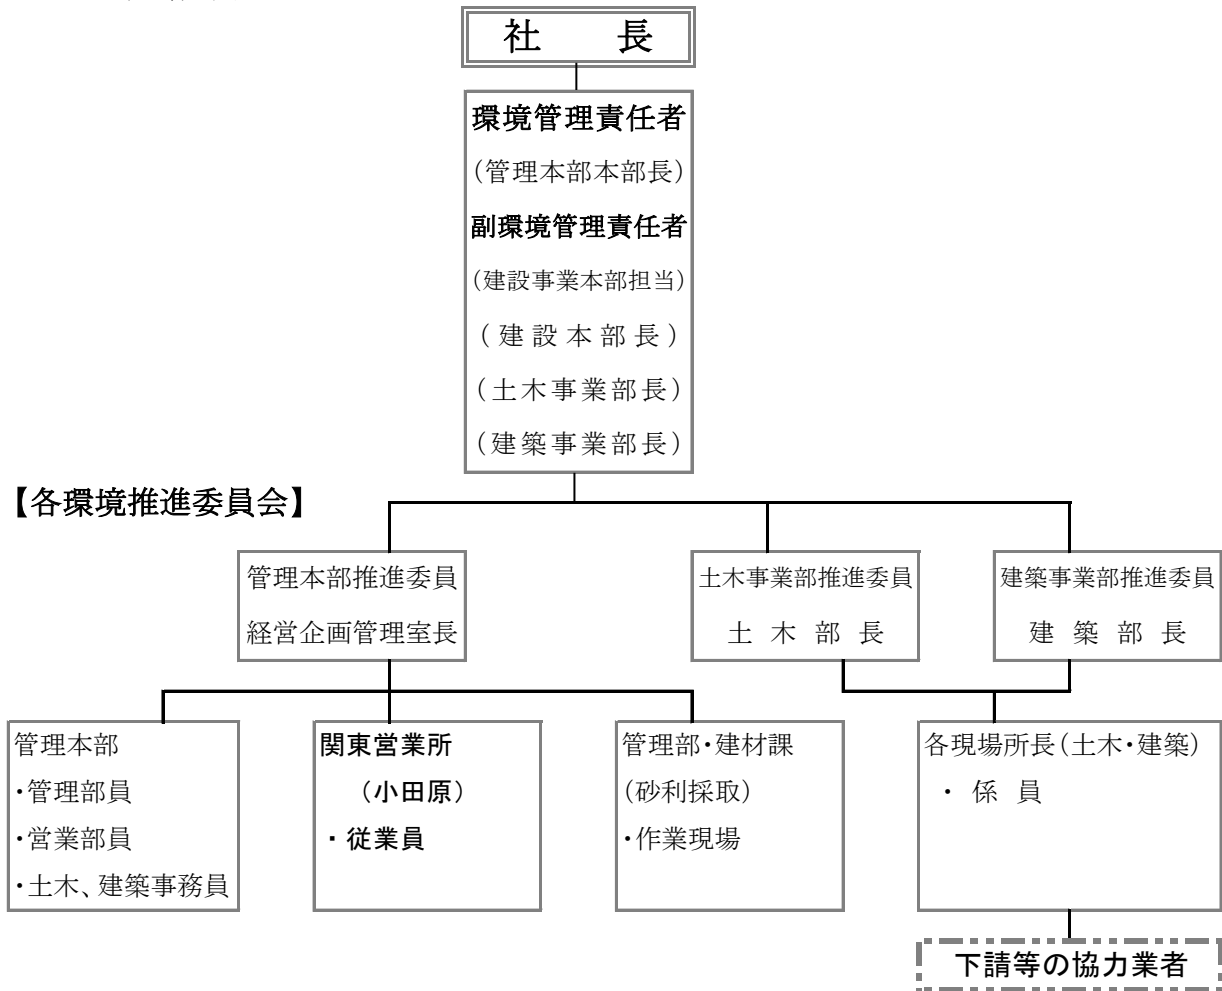 社　長
環境管理責任者
(管理本部本部長)
副環境管理責任者
(建設事業本部担当)
(建設本部長)
(土木事業部長)
(建築事業部長)
【各環境推進委員会】
管理本部推進委員
経営企画管理室長
土木事業部推進委員
土木部長
建築事業部推進委員
建築部長
管理本部
・管理部員
・営業部員
・土木、建築事務員
関東営業所
(小田原)
・従業員
管理部・建材課
(砂利採取)
・作業現場
各現場所長(土木・建築)
・係員
下請等の協力業者